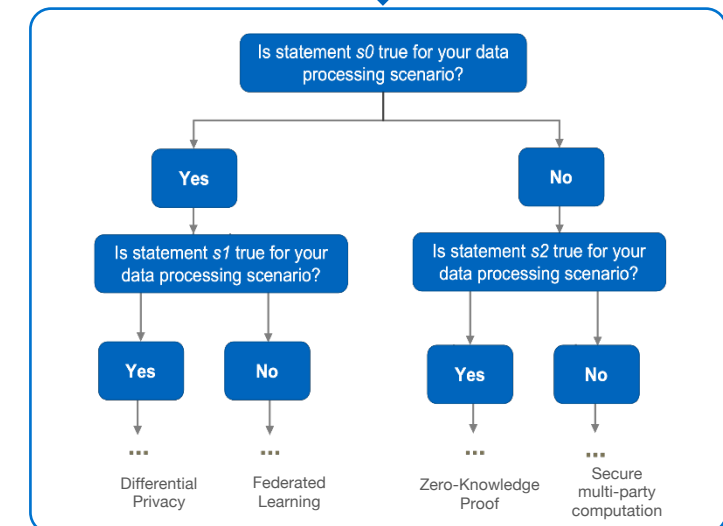 Is statement s0 true for your data
processing scenario?
Yes
No
Is statement s1 true for your
data processing scenario?
Is statement s2 true for your
data processing scenario?
Yes
No
Yes
No
...
...
...
...
Differential
Privacy
Federated
Learning
Zero-Knowledge
Proof
Secure
multi-party
computation